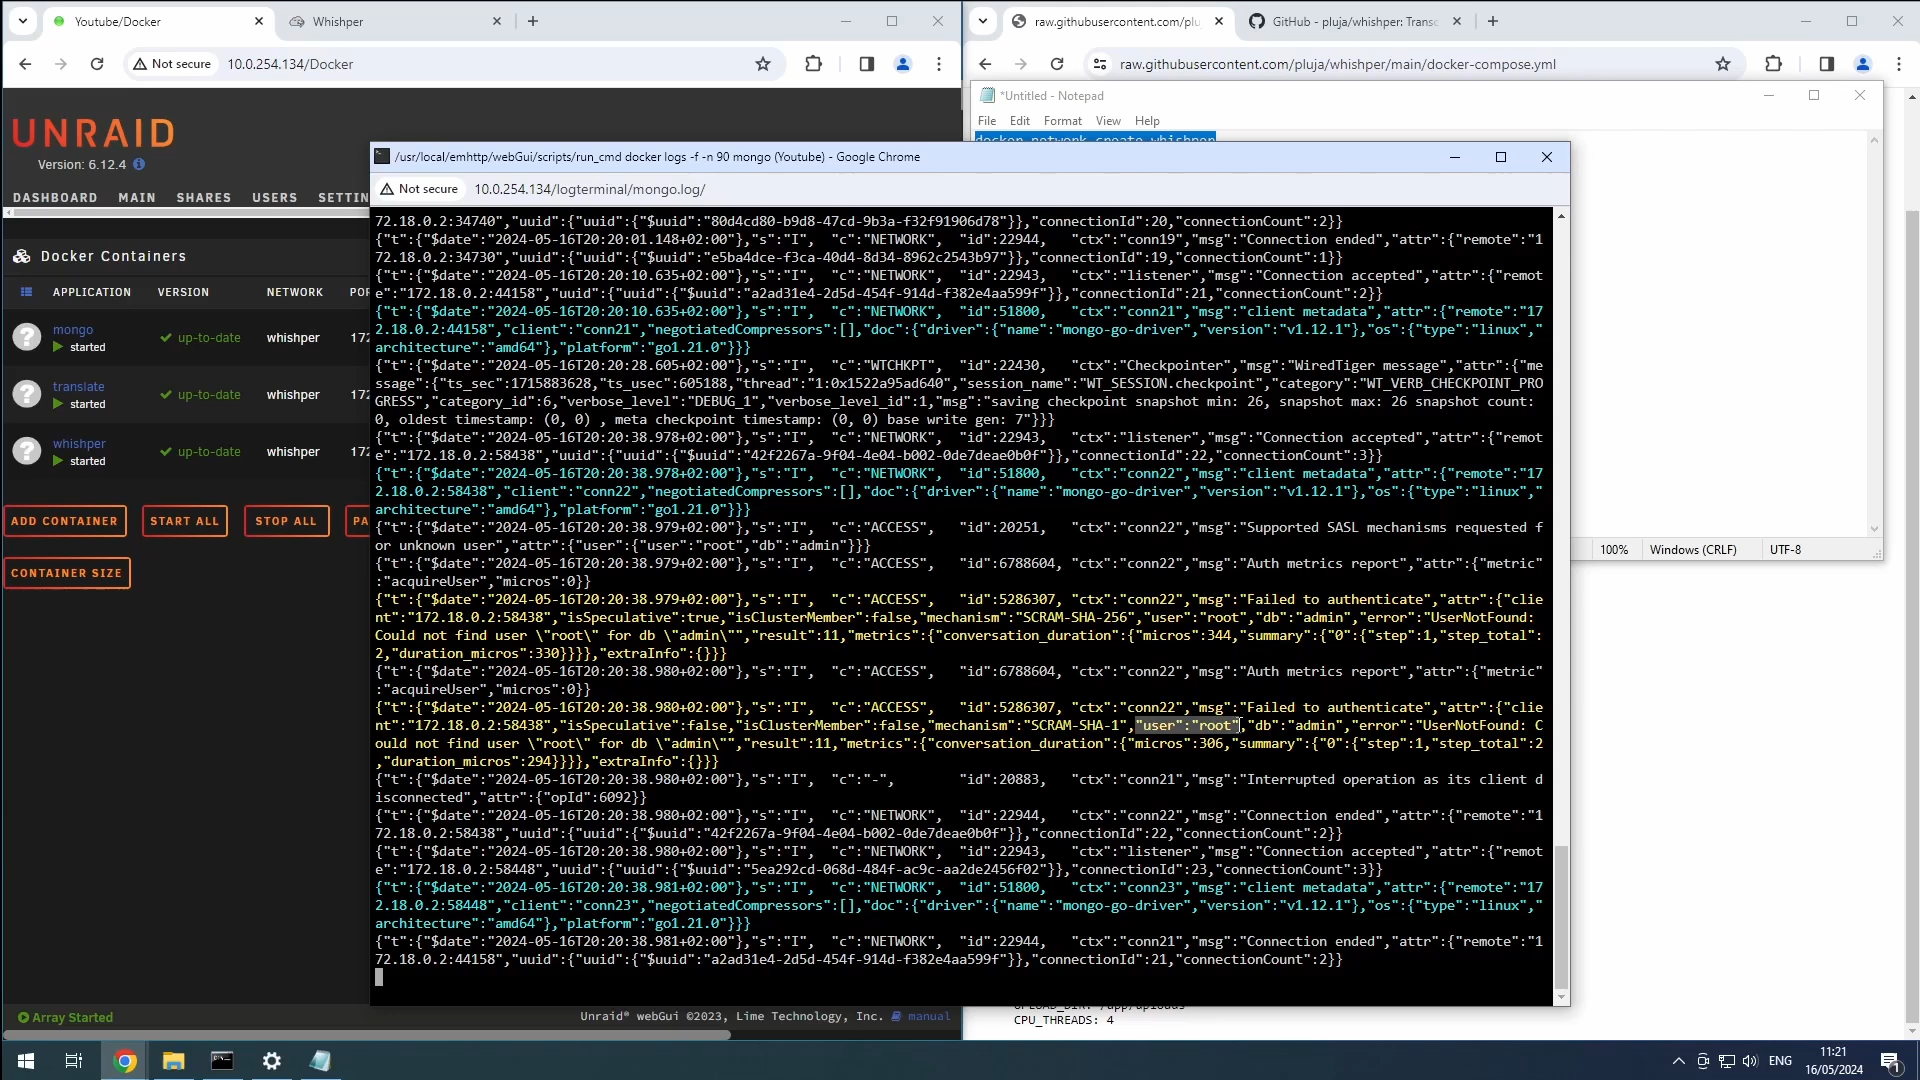 Youtube/Docker
Whishper
Not secure
10.0.254.134/Docker
raw.githubusercontent.com/plu
GitHub - pluja/whishper: Transc
raw.githubusercontent.com/pluja/whishper/main/docker-compose.yml
*Untitled - Notepad
File Edit Format View Help
docker network create whishper
UNRAID
Version: 6.12.4
DASHBOARD MAIN SHARES USERS SETTIN
Docker Containers
APPLICATION VERSION NETWORK POR
mongo
started
up-to-date
whishper
172
translate
started
up-to-date
whishper
172
whishper
started
up-to-date
whishper
172
ADD CONTAINER START ALL STOP ALL PA
CONTAINER SIZE
/usr/local/emhttp/webGui/scripts/run_cmd docker logs -f -n 90 mongo (Youtube) - Google Chrome
Not secure
10.0.254.134/logterminal/mongo.log/
72.18.0.2:34740","uuid":{"uuid":{"$uuid":"80d4cd80-b9d8-47cd-9b3a-f32f91906d78"}},"connectionId":20,"connectionCount":2}}
{"t":{"$date":"2024-05-16T20:20:01.148+02:00"},"s":"I",  "c":"NETWORK",  "id":22944,   "ctx":"conn19","msg":"Connection ended","attr":{"remote":"1
72.18.0.2:34730","uuid":{"uuid":{"$uuid":"e5ba4dce-f3ca-40d4-8d34-8962c2543b97"}},"connectionId":19,"connectionCount":1}}
{"t":{"$date":"2024-05-16T20:20:10.635+02:00"},"s":"I",  "c":"NETWORK",  "id":22943,   "ctx":"listener","msg":"Connection accepted","attr":{"remot
e":"172.18.0.2:44158","uuid":{"uuid":{"$uuid":"a2ad31e4-2d5d-454f-914d-f382e4aa599f"}},"connectionId":21,"connectionCount":2}}
{"t":{"$date":"2024-05-16T20:20:10.635+02:00"},"s":"I",  "c":"NETWORK",  "id":51800,   "ctx":"conn21","msg":"client metadata","attr":{"remote":"17
2.18.0.2:44158","client":"conn21","negotiatedCompressors":[],"doc":{"driver":{"name":"mongo-go-driver","version":"v1.12.1"},"os":{"type":"linux","
architecture":"amd64"},"platform":"go1.21.0"}}}
{"t":{"$date":"2024-05-16T20:20:28.605+02:00"},"s":"I",  "c":"WTCHKPT",  "id":22430,   "ctx":"Checkpointer","msg":"WiredTiger message","attr":{"me
ssage":{"ts_sec":1715883628,"ts_usec":605188,"thread":"1:0x1522a95ad640","session_name":"WT_SESSION.checkpoint","category":"WT_VERB_CHECKPOINT_PRO
GRESS","category_id":6,"verbose_level":"DEBUG_1","verbose_level_id":1,"msg":"saving checkpoint snapshot min: 26, snapshot max: 26 snapshot count:
0, oldest timestamp: (0, 0) , meta checkpoint timestamp: (0, 0) base write gen: 7"}}}
{"t":{"$date":"2024-05-16T20:20:38.978+02:00"},"s":"I",  "c":"NETWORK",  "id":22943,   "ctx":"listener","msg":"Connection accepted","attr":{"remot
e":"172.18.0.2:58438","uuid":{"uuid":{"$uuid":"42f2267a-9f04-4e04-b002-0de7deae0b0f"}},"connectionId":22,"connectionCount":3}}
{"t":{"$date":"2024-05-16T20:20:38.978+02:00"},"s":"I",  "c":"NETWORK",  "id":51800,   "ctx":"conn22","msg":"client metadata","attr":{"remote":"17
2.18.0.2:58438","client":"conn22","negotiatedCompressors":[],"doc":{"driver":{"name":"mongo-go-driver","version":"v1.12.1"},"os":{"type":"linux","
architecture":"amd64"},"platform":"go1.21.0"}}}
{"t":{"$date":"2024-05-16T20:20:38.979+02:00"},"s":"I",  "c":"ACCESS",   "id":20251,   "ctx":"conn22","msg":"Supported SASL mechanisms requested f
or unknown user","attr":{"user":{"user":"root","db":"admin"}}}
{"t":{"$date":"2024-05-16T20:20:38.979+02:00"},"s":"I",  "c":"ACCESS",   "id":6788604, "ctx":"conn22","msg":"Auth metrics report","attr":{"metric"
:"acquireUser","micros":0}}
{"t":{"$date":"2024-05-16T20:20:38.979+02:00"},"s":"I",  "c":"ACCESS",   "id":5286307, "ctx":"conn22","msg":"Failed to authenticate","attr":{"clie
nt":"172.18.0.2:58438","isSpeculative":true,"isClusterMember":false,"mechanism":"SCRAM-SHA-256","user":"root","db":"admin","error":"UserNotFound:
Could not find user \"root\" for db \"admin\"","result":11,"metrics":{"conversation_duration":{"micros":344,"summary":{"0":{"step":1,"step_total":
2,"duration_micros":330}}}},"extraInfo":{}}}
{"t":{"$date":"2024-05-16T20:20:38.979+02:00"},"s":"I",  "c":"ACCESS",   "id":6788604, "ctx":"conn22","msg":"Auth metrics report","attr":{"metric"
:"acquireUser","micros":0}}
{"t":{"$date":"2024-05-16T20:20:38.980+02:00"},"s":"I",  "c":"ACCESS",   "id":5286307, "ctx":"conn22","msg":"Failed to authenticate","attr":{"clie
nt":"172.18.0.2:58438","isSpeculative":false,"isClusterMember":false,"mechanism":"SCRAM-SHA-1","user":"root","db":"admin","error":"UserNotFound: C
ould not find user \"root\" for db \"admin\"","result":11,"metrics":{"conversation_duration":{"micros":306,"summary":{"0":{"step":1,"step_total":2
,"duration_micros":294}}}},"extraInfo":{}}}
{"t":{"$date":"2024-05-16T20:20:38.980+02:00"},"s":"I",  "c":"-",        "id":20883,   "ctx":"conn21","msg":"Interrupted operation as its client d
isconnected","attr":{"opId":6092}}
{"t":{"$date":"2024-05-16T20:20:38.980+02:00"},"s":"I",  "c":"NETWORK",  "id":22944,   "ctx":"conn22","msg":"Connection ended","attr":{"remote":"1
72.18.0.2:58438","uuid":{"uuid":{"$uuid":"42f2267a-9f04-4e04-b002-0de7deae0b0f"}},"connectionId":22,"connectionCount":2}}
{"t":{"$date":"2024-05-16T20:20:38.980+02:00"},"s":"I",  "c":"NETWORK",  "id":22943,   "ctx":"listener","msg":"Connection accepted","attr":{"remot
e":"172.18.0.2:58448","uuid":{"uuid":{"$uuid":"5ea292cd-068d-484f-ac9c-aa2de2456f02"}},"connectionId":23,"connectionCount":3}}
{"t":{"$date":"2024-05-16T20:20:38.981+02:00"},"s":"I",  "c":"NETWORK",  "id":51800,   "ctx":"conn23","msg":"client metadata","attr":{"remote":"17
2.18.0.2:58448","client":"conn23","negotiatedCompressors":[],"doc":{"driver":{"name":"mongo-go-driver","version":"v1.12.1"},"os":{"type":"linux","
architecture":"amd64"},"platform":"go1.21.0"}}}
{"t":{"$date":"2024-05-16T20:20:38.981+02:00"},"s":"I",  "c":"NETWORK",  "id":22944,   "ctx":"conn21","msg":"Connection ended","attr":{"remote":"1
72.18.0.2:44158","uuid":{"uuid":{"$uuid":"a2ad31e4-2d5d-454f-914d-f382e4aa599f"}},"connectionId":21,"connectionCount":2}}
100% Windows (CRLF) UTF-8
UPLOAD_DIR: /app/uploads
CPU_THREADS: 4
Array Started
Unraid® webGui ©2023, Lime Technology, Inc. manual
ENG
11:21
16/05/2024
1